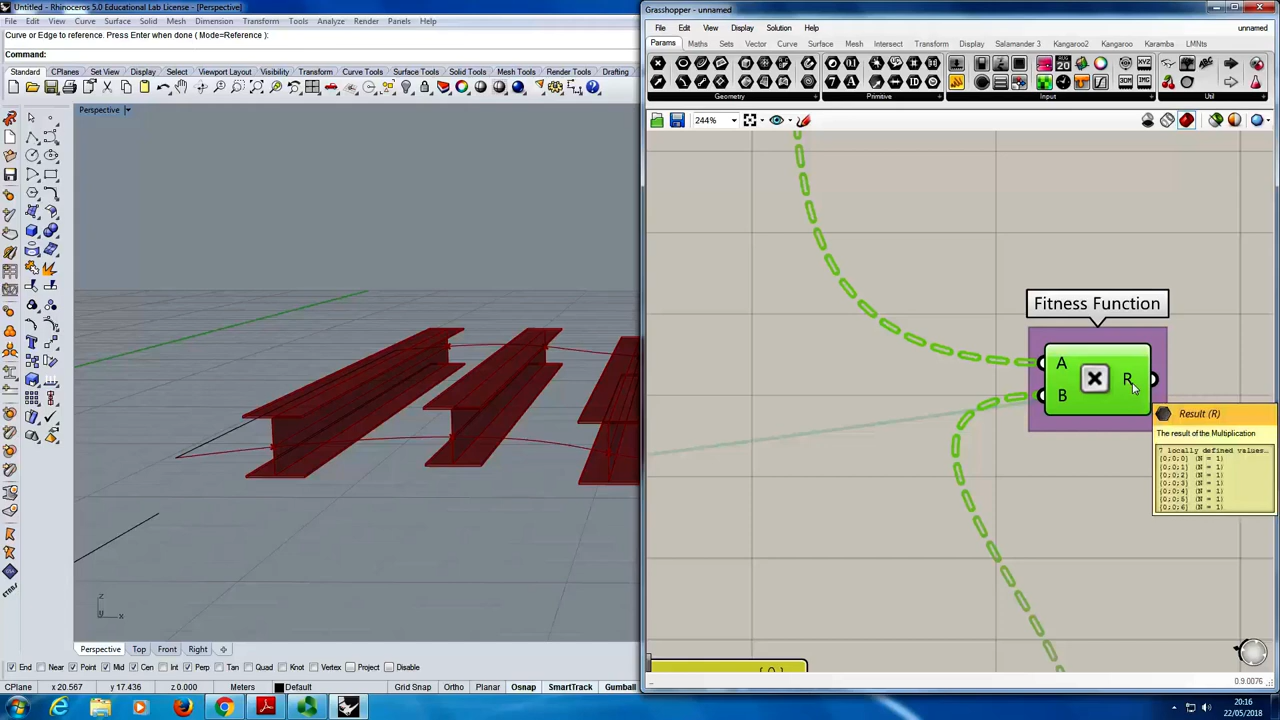 Untitled - Rhinoceros 5.0 Educational Lab License - [Perspective]
File Edit View Curve Surface Solid Mesh Dimension Transform Tools Analyze Render Panels Help
Curve or Edge to reference. Press Enter when done ( Mode=Reference ):
Command:
Standard CPlanes Set View Display Select Viewport Layout Visibility Transform Curve Tools Surface Tools Solid Tools Mesh Tools Render Tools Drafting
Perspective
z
y
x
Perspective Top Front Right
End Near Point Mid Cen Int Perp Tan Quad Knot Vertex Project Disable
CPlane x 20.567 y 17.436 z 0.000 Meters Default Grid Snap Ortho Planar Osnap SmartTrack Gumball
Grasshopper - unnamed
File Edit View Display Solution Help unnamed
Params Maths Sets Vector Curve Surface Mesh Intersect Transform Display Salamander 3 Kangaroo2 Kangaroo Karamba LMNts
Geometry Primitive Input Util
244%
Fitness Function
A
R
B
Result (R)
The result of the Multiplication
7 locally defined values…
{0;0;0} (N = 1)
{0;0;1} (N = 1)
{0;0;2} (N = 1)
{0;0;3} (N = 1)
{0;0;4} (N = 1)
{0;0;5} (N = 1)
{0;0;6} (N = 1)
{ 0 }
0.9.0076
20:16
22/05/2018